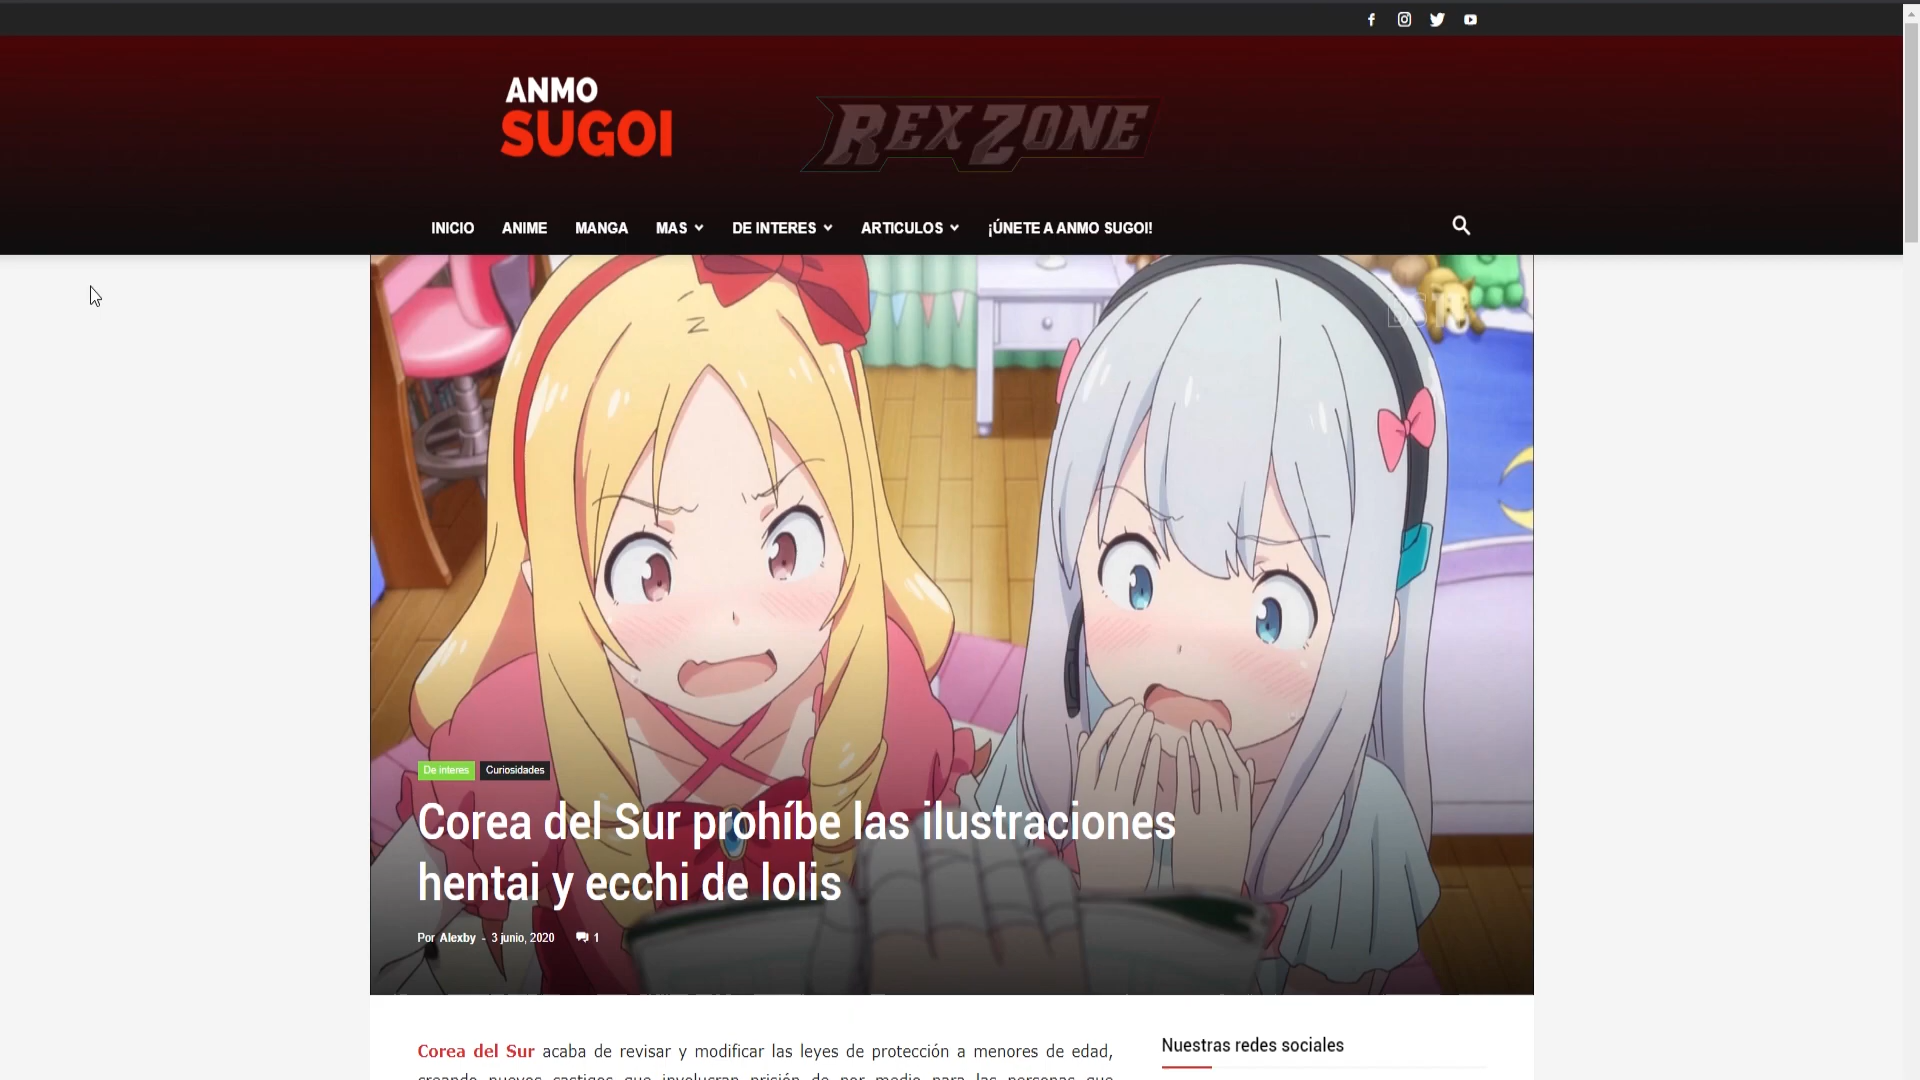 ANMO
SUGOI
REX ZONE
INICIO ANIME MANGA MAS DE INTERES ARTICULOS ¡ÚNETE A ANMO SUGOI!
De interes Curiosidades
Corea del Sur prohíbe las ilustraciones
hentai y ecchi de lolis
Por Alexby - 3 junio, 2020 1
Corea del Sur acaba de revisar y modificar las leyes de protección a menores de edad,
creando nuevos castigos que involucran prisión de por medio para las personas que
Nuestras redes sociales